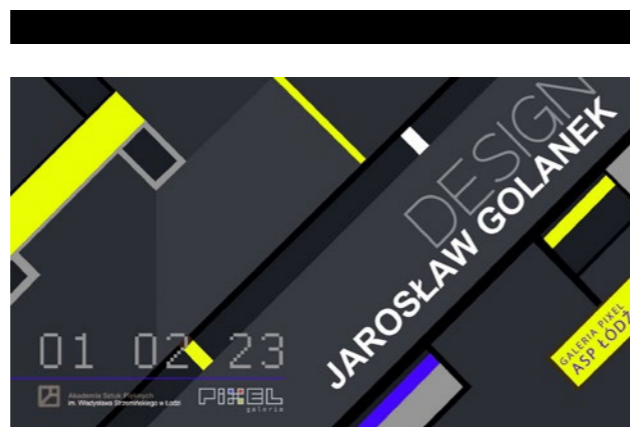 DESIGN
JAROSŁAW GOLANEK
GALERIA PIXEL
ASP ŁÓDŹ
01 02 23
Akademia Sztuk Pięknych
im. Władysława Strzemińskiego w Łodzi
PIXEL
galeria